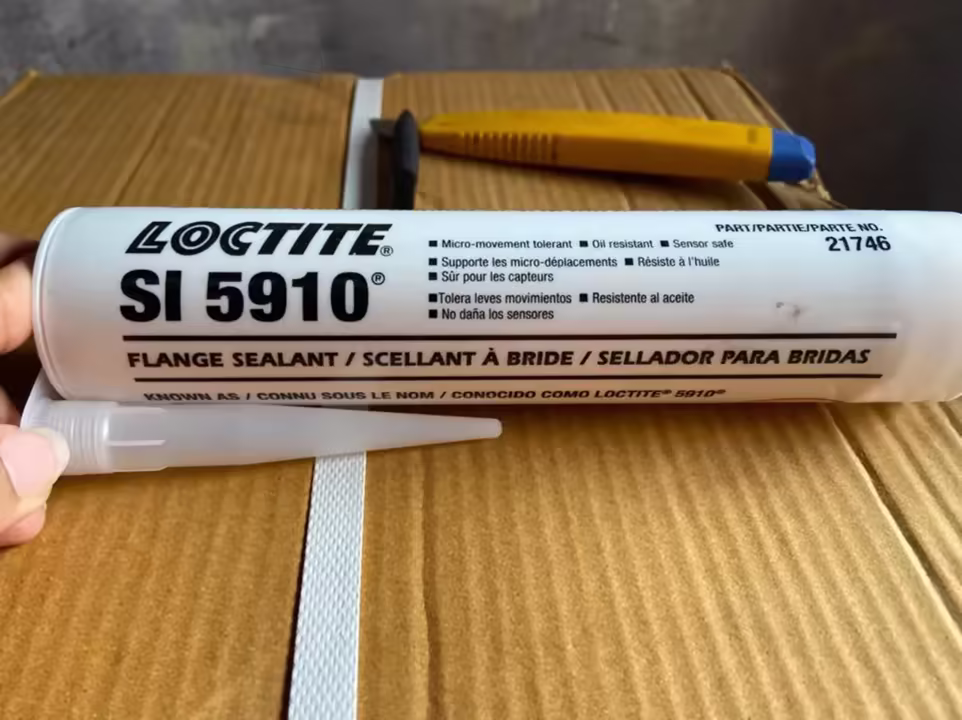 LOCTITE®
SI 5910®
■ Micro-movement tolerant ■ Oil resistant ■ Sensor safe
■ Supporte les micro-déplacements ■ Résiste à l'huile
■ Sûr pour les capteurs
■Tolera leves movimientos ■ Resistente al aceite
■ No daña los sensores
PART/PARTIE/PARTE NO.
21746
FLANGE SEALANT / SCELLANT À BRIDE / SELLADOR PARA BRIDAS
KNOWN AS / CONNU SOUS LE NOM / CONOCIDO COMO LOCTITE® 5910®